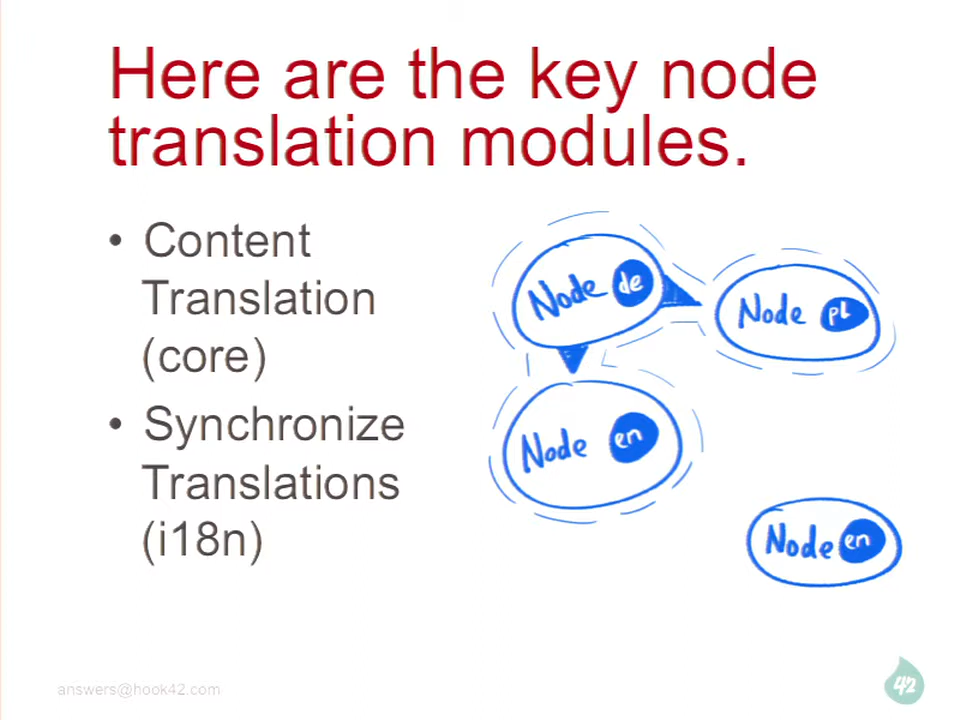 Here are the key node
translation modules.
• Content
Translation
(core)
• Synchronize
Translations
(i18n)
Node de
Node pl
Node en
Node en
answers@hook42.com
42